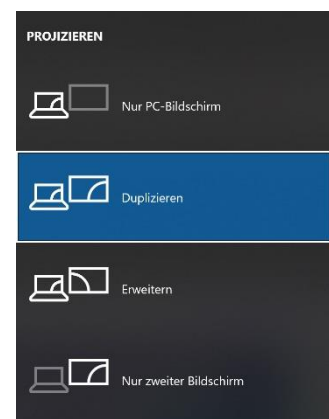 PROJIZIEREN
Nur PC-Bildschirm
Duplizieren
Erweitern
Nur zweiter Bildschirm